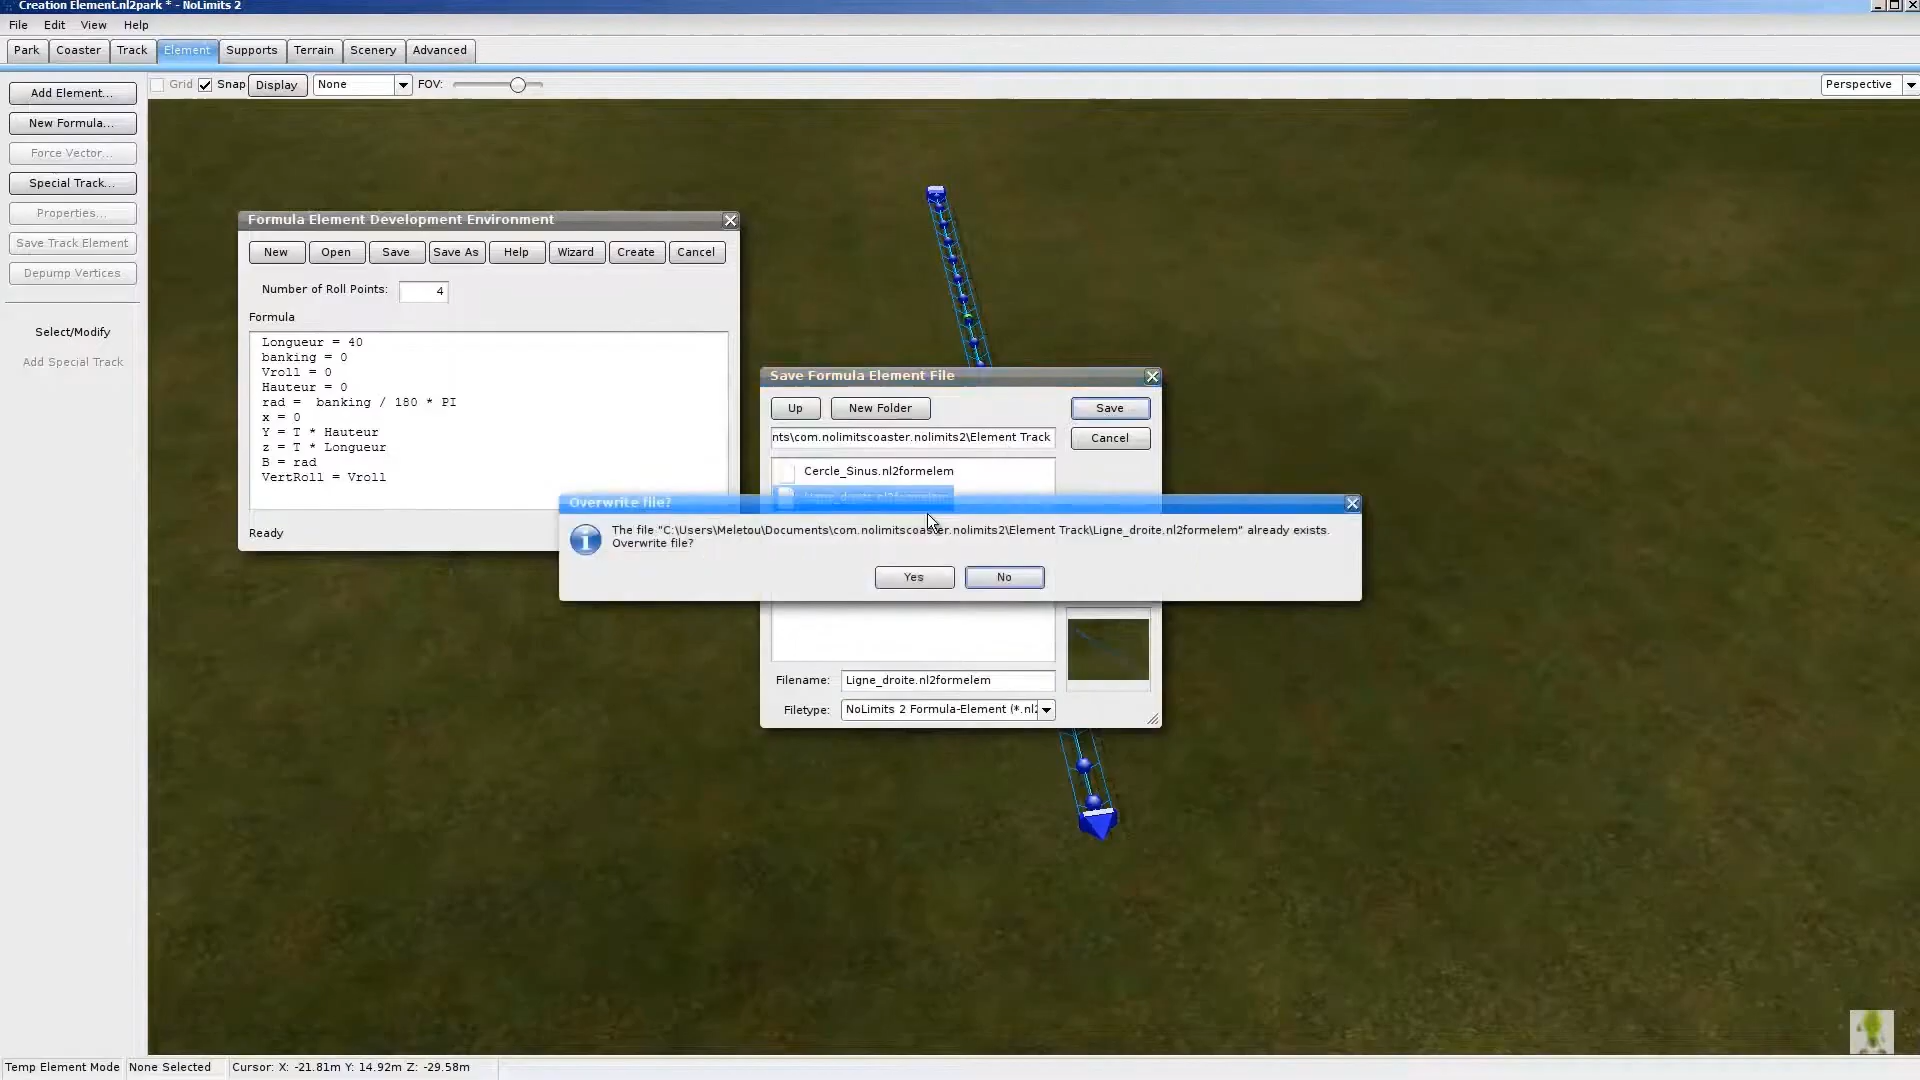 Creation Element.nl2park * - NoLimits 2
File Edit View Help
Park Coaster Track Element Supports Terrain Scenery Advanced
Grid Snap Display None FOV: Perspective
Add Element...
New Formula...
Force Vector...
Special Track...
Properties...
Save Track Element
Depump Vertices
Select/Modify
Add Special Track
Formula Element Development Environment
New Open Save Save As Help Wizard Create Cancel
Number of Roll Points: 4
Formula
Longueur = 40
banking = 0
Vroll = 0
Hauteur = 0
rad =  banking / 180 * PI
x = 0
Y = T * Hauteur
z = T * Longueur
B = rad
VertRoll = Vroll
Ready
Save Formula Element File
Up New Folder Save
nts\com.nolimitscoaster.nolimits2\Element Track Cancel
Cercle_Sinus.nl2formelem
Ligne_droite.nl2formelem
Overwrite file?
The file "C:\Users\Meletou\Documents\com.nolimitscoaster.nolimits2\Element Track\Ligne_droite.nl2formelem" already exists.
Overwrite file?
Yes No
Filename: Ligne_droite.nl2formelem
Filetype: NoLimits 2 Formula-Element (*.nl2
Temp Element Mode None Selected Cursor: X: -21.81m Y: 14.92m Z: -29.58m